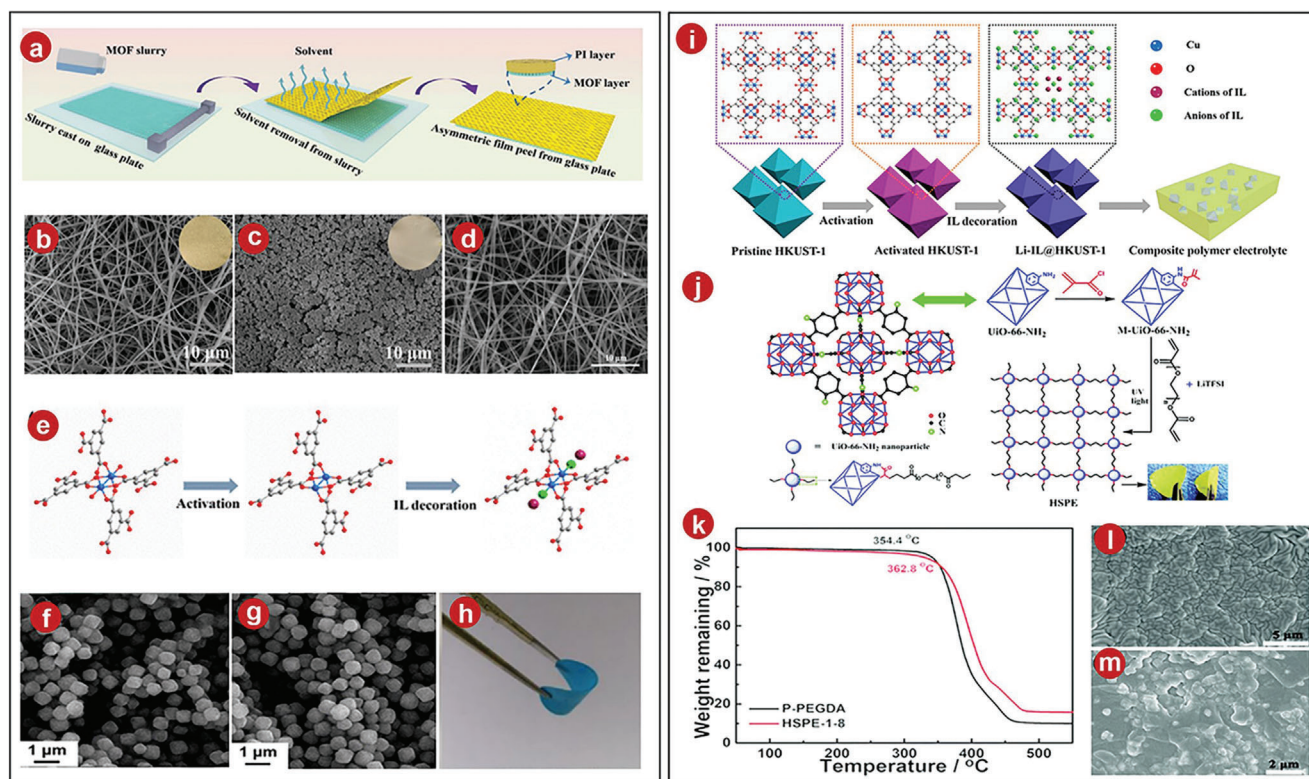 a
MOF slurry
Solvent
PI layer
MOF layer
Slurry cast on glass plate
Solvent removal from slurry
Asymmetric film peel from glass plate
b
10 μm
c
10 μm
d
10 μm
e
Activation
IL decoration
f
1 μm
g
1 μm
h
i
Cu
O
Cations of IL
Anions of IL
Activation
IL decoration
Pristine HKUST-1
Activated HKUST-1
Li-IL@HKUST-1
Composite polymer electrolyte
j
NH2
Cl
O
H
N
O
UiO-66-NH2
M-UiO-66-NH2
O
C
N
= UiO-66-NH2 nanoparticle
UV
light
+ LiTFSI
HSPE
k
Weight remaining / %
100
80
60
40
20
0
354.4 °C
362.8 °C
P-PEGDA
HSPE-1-8
100
200
300
400
500
Temperature / °C
l
5 μm
m
2 μm